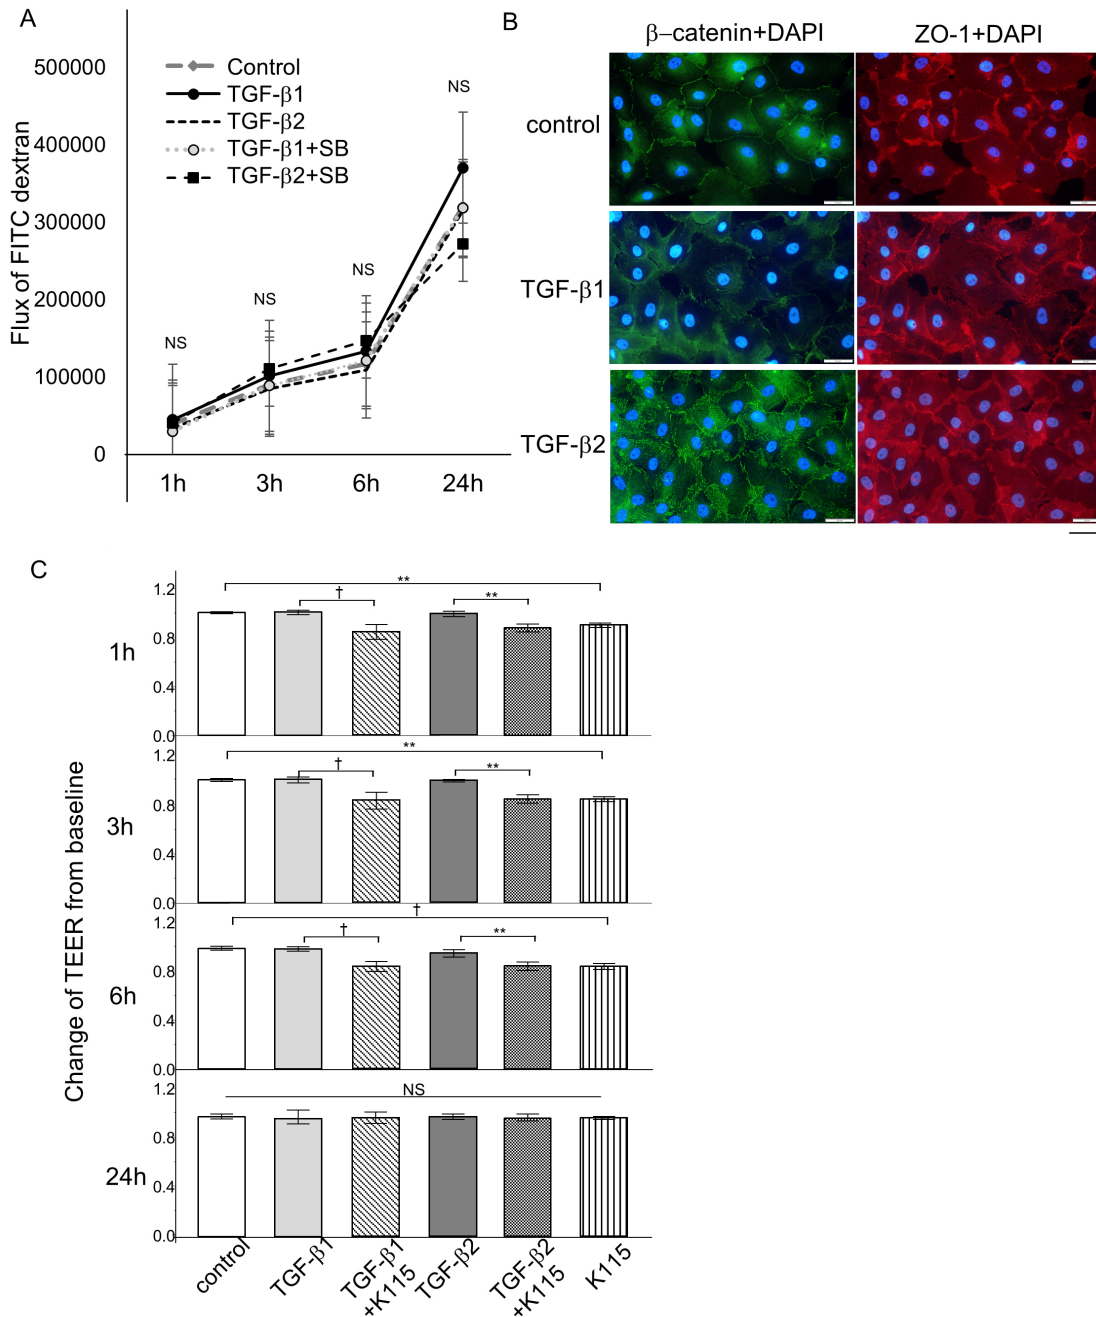 A
Flux of FITC dextran
500000
400000
300000
200000
100000
0
Control
TGF-β1
TGF-β2
TGF-β1+SB
TGF-β2+SB
NS
NS
NS
NS
1h
3h
6h
24h
B
β−catenin+DAPI
ZO-1+DAPI
control
TGF-β1
TGF-β2
C
Change of TEER from baseline
1h
1.2
0.8
0.4
0.0
**
†
**
3h
1.2
0.8
0.4
0.0
**
†
**
6h
1.2
0.8
0.4
0.0
†
†
**
24h
1.2
0.8
0.4
0.0
NS
control
TGF-β1
TGF-β1
+K115
TGF-β2
TGF-β2
+K115
K115